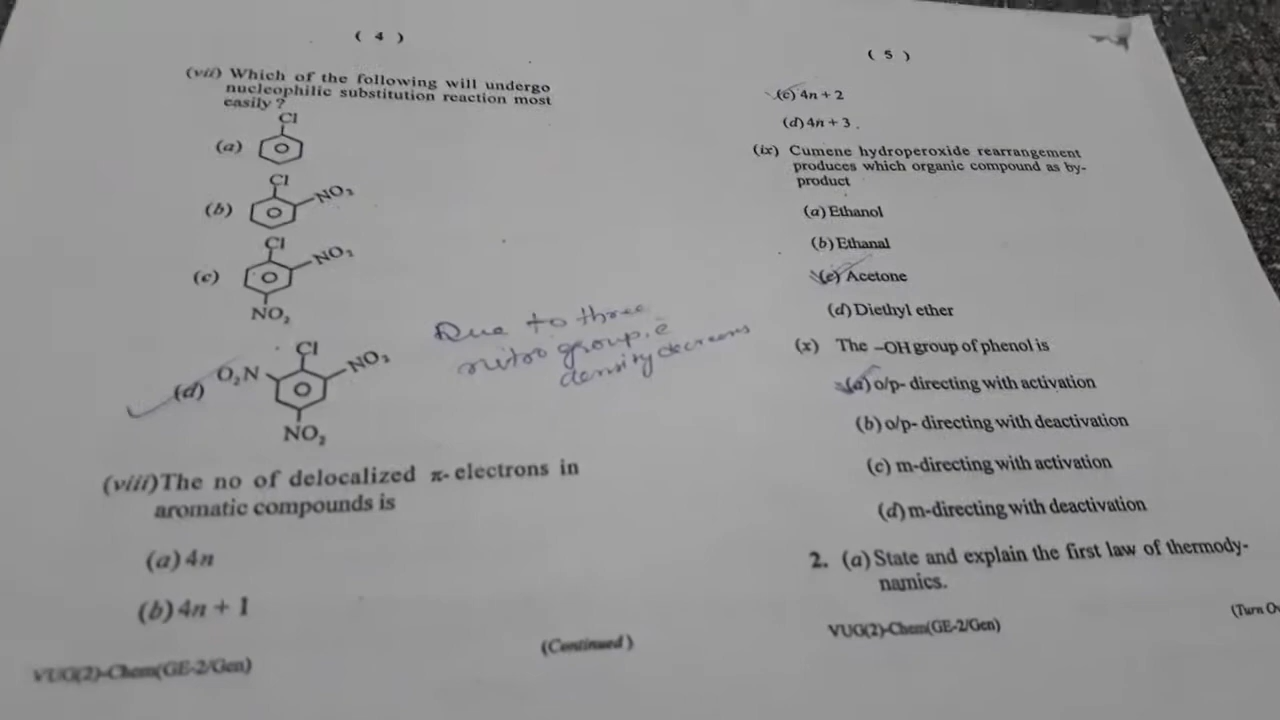 ( 4 )
(vii) Which of the following will undergo
nucleophilic substitution reaction most
easily ?
Cl
(a)
Cl
NO₂
(b)
Cl
NO₂
(c)
NO₂
Cl
O₂N
NO₂
(d)
NO₂
Due to three
nitro group, e
density decreases
(viii) The no of delocalized π- electrons in
aromatic compounds is
(a) 4n
(b) 4n + 1
(Continued)
VUG(2)-Chem(GE-2/Gen)
( 5 )
(c) 4n + 2
(d) 4n + 3 .
(ix) Cumene hydroperoxide rearrangement
produces which organic compound as by-
product
(a) Ethanol
(b) Ethanal
(c) Acetone
(d) Diethyl ether
(x) The –OH group of phenol is
(a) o/p- directing with activation
(b) o/p- directing with deactivation
(c) m-directing with activation
(d) m-directing with deactivation
2. (a) State and explain the first law of thermody-
namics.
VUG(2)-Chem(GE-2/Gen)
(Turn Ov